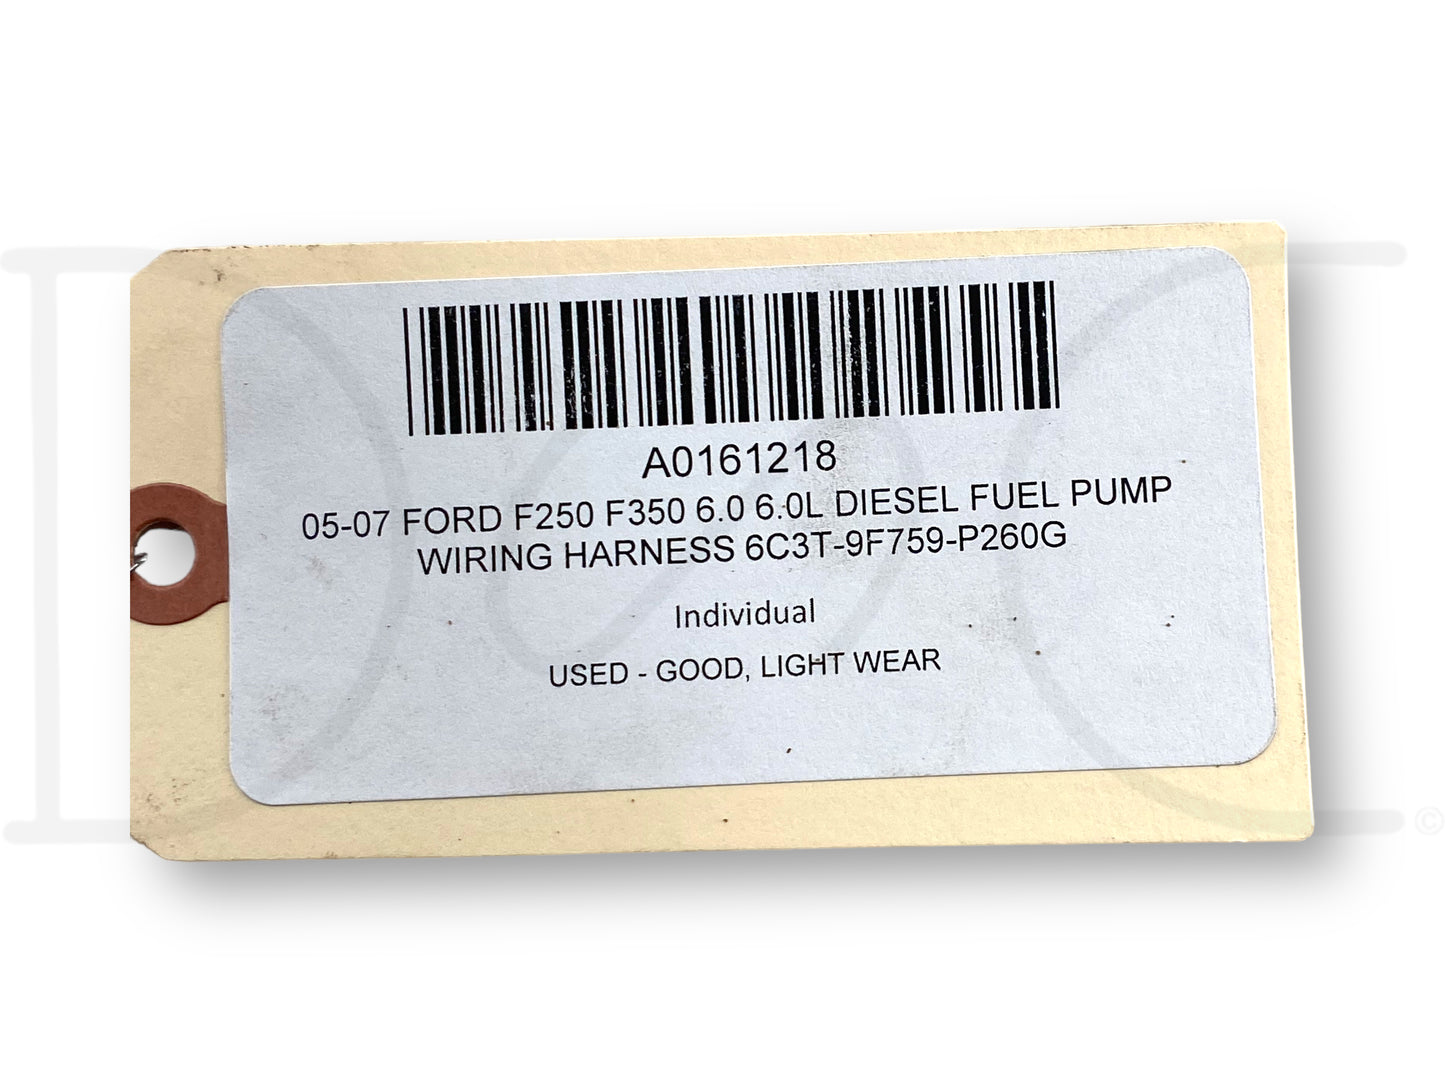 A0161218
05-07 FORD F250 F350 6.0 6.0L DIESEL FUEL PUMP
WIRING HARNESS 6C3T-9F759-P260G
Individual
USED - GOOD, LIGHT WEAR
©